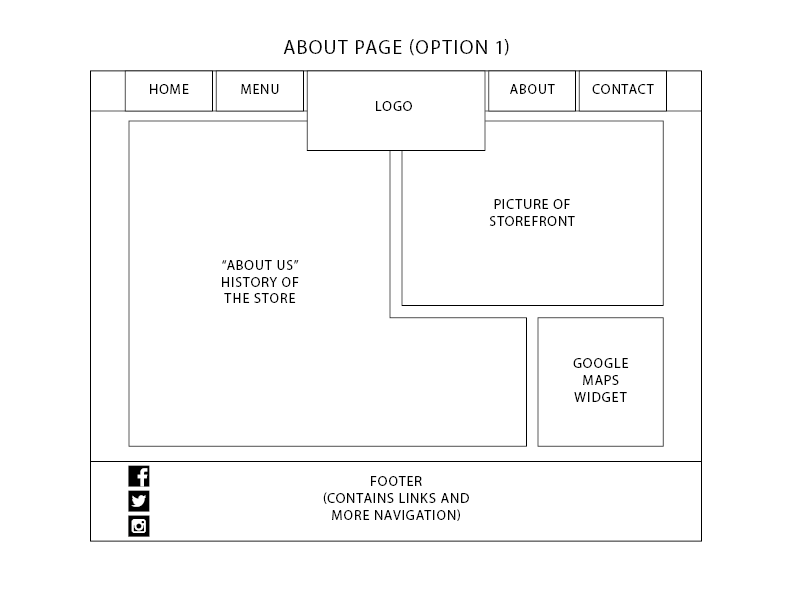 ABOUT PAGE (OPTION 1)
HOME
MENU
LOGO
ABOUT
CONTACT
“ABOUT US”
HISTORY OF
THE STORE
PICTURE OF
STOREFRONT
GOOGLE
MAPS
WIDGET
FOOTER
(CONTAINS LINKS AND
MORE NAVIGATION)